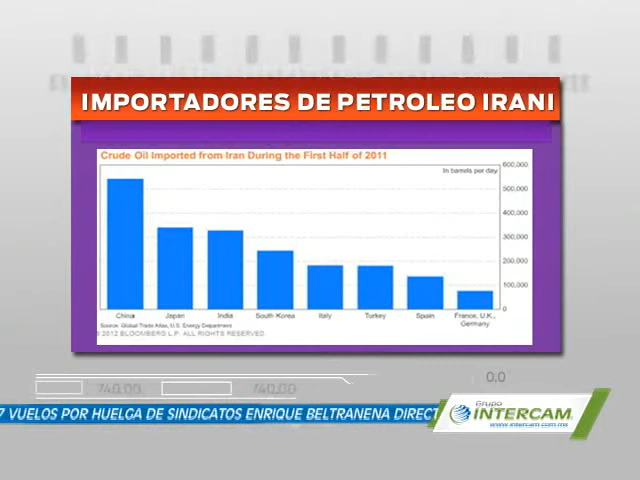 IMPORTADORES DE PETROLEO IRANI
Crude Oil Imported from Iran During the First Half of 2011
In barrels per day
600,000
500,000
400,000
300,000
200,000
100,000
0
China Japan India South Korea Italy Turkey Spain France, U.K.,
Germany
Source: Global Trade Atlas, U.S. Energy Department
© 2012 BLOOMBERG L.P. ALL RIGHTS RESERVED.
0.0
740.00 740.00
7 VUELOS POR HUELGA DE SINDICATOS ENRIQUE BELTRANENA DIRECT
Grupo
INTERCAM
www.intercam.com.mx